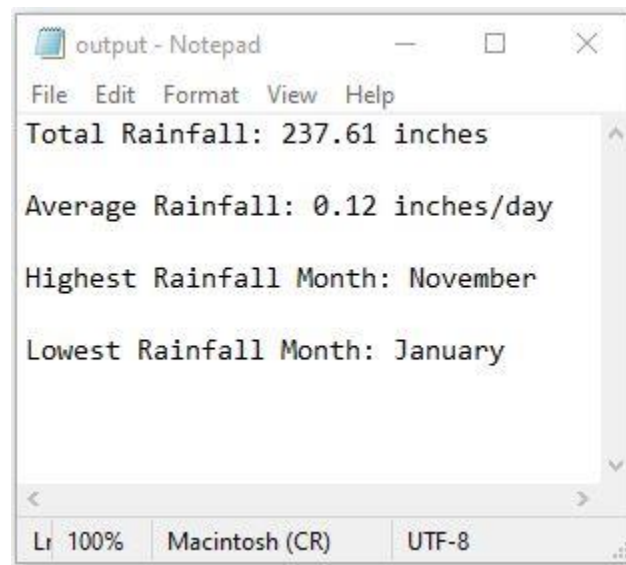 output - Notepad
File Edit Format View Help
Total Rainfall: 237.61 inches
Average Rainfall: 0.12 inches/day
Highest Rainfall Month: November
Lowest Rainfall Month: January
100% Macintosh (CR) UTF-8